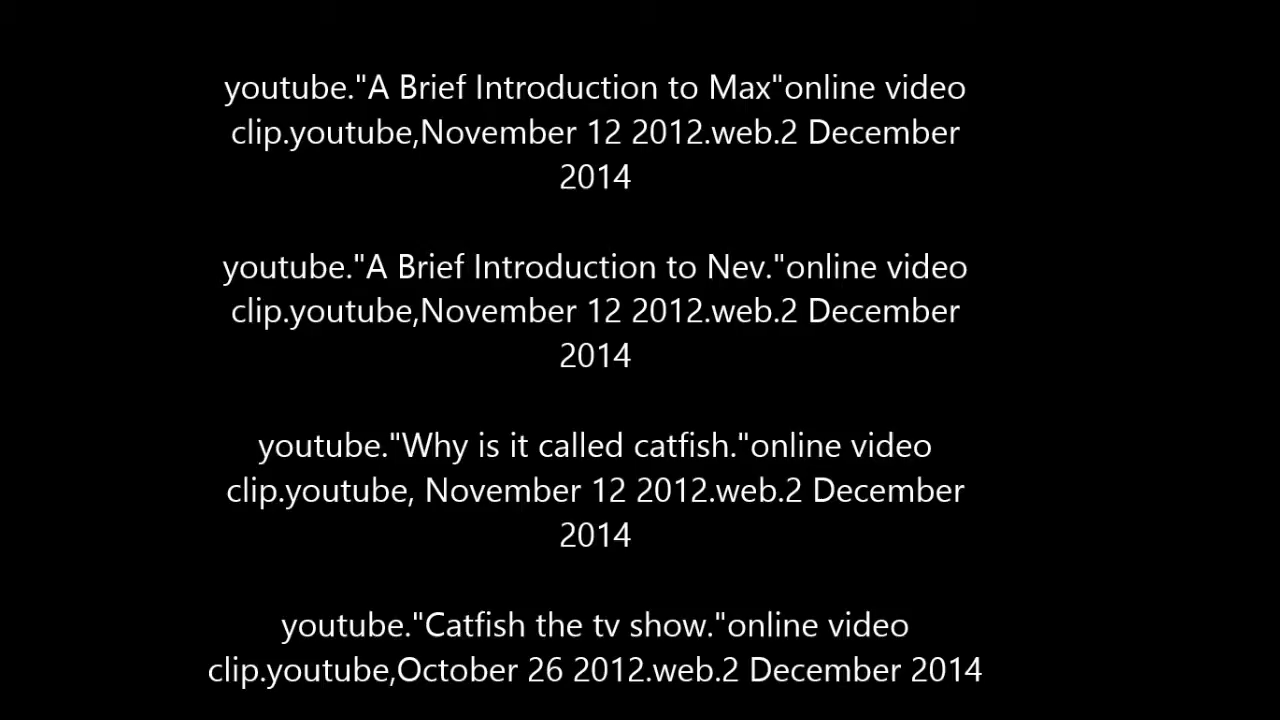 youtube."A Brief Introduction to Max"online video
clip.youtube,November 12 2012.web.2 December
2014
youtube."A Brief Introduction to Nev."online video
clip.youtube,November 12 2012.web.2 December
2014
youtube."Why is it called catfish."online video
clip.youtube, November 12 2012.web.2 December
2014
youtube."Catfish the tv show."online video
clip.youtube,October 26 2012.web.2 December 2014